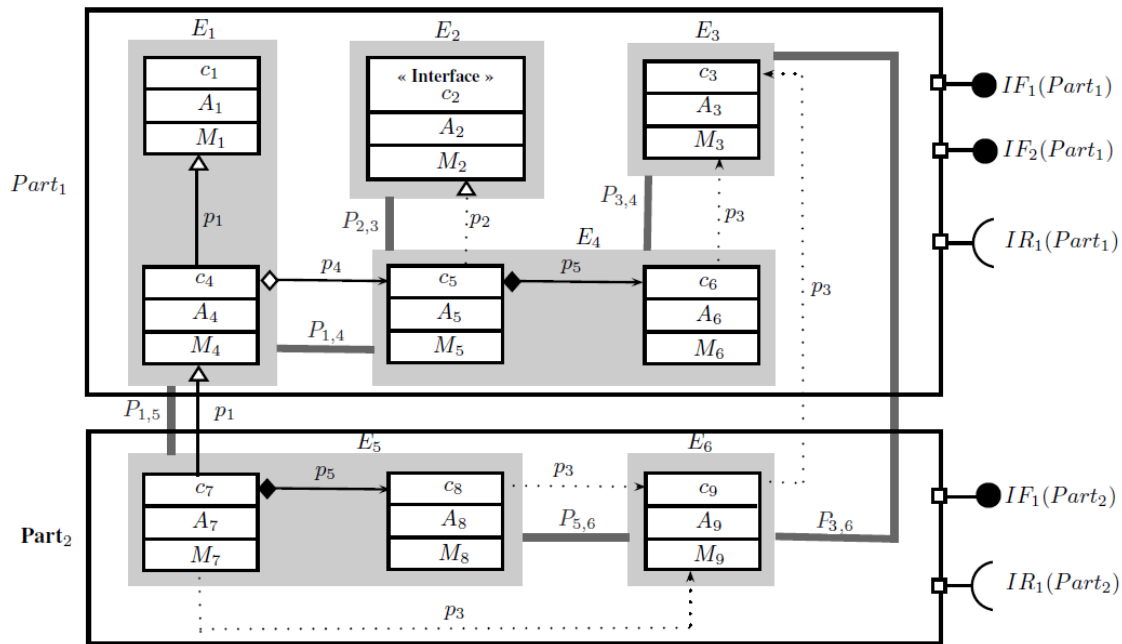 E₁
E₂
E₃
c₁
A₁
M₁
« Interface »
c₂
A₂
M₂
c₃
A₃
M₃
IF₁(Part₁)
IF₂(Part₁)
IR₁(Part₁)
Part₁
p₁
P₂,₃
p₂
E₄
P₃,₄
p₃
p₃
c₄
A₄
M₄
p₄
c₅
A₅
M₅
p₅
c₆
A₆
M₆
P₁,₄
P₁,₅
p₁
E₅
E₆
Part₂
c₇
A₇
M₇
p₅
c₈
A₈
M₈
p₃
P₅,₆
c₉
A₉
M₉
P₃,₆
p₃
IF₁(Part₂)
IR₁(Part₂)